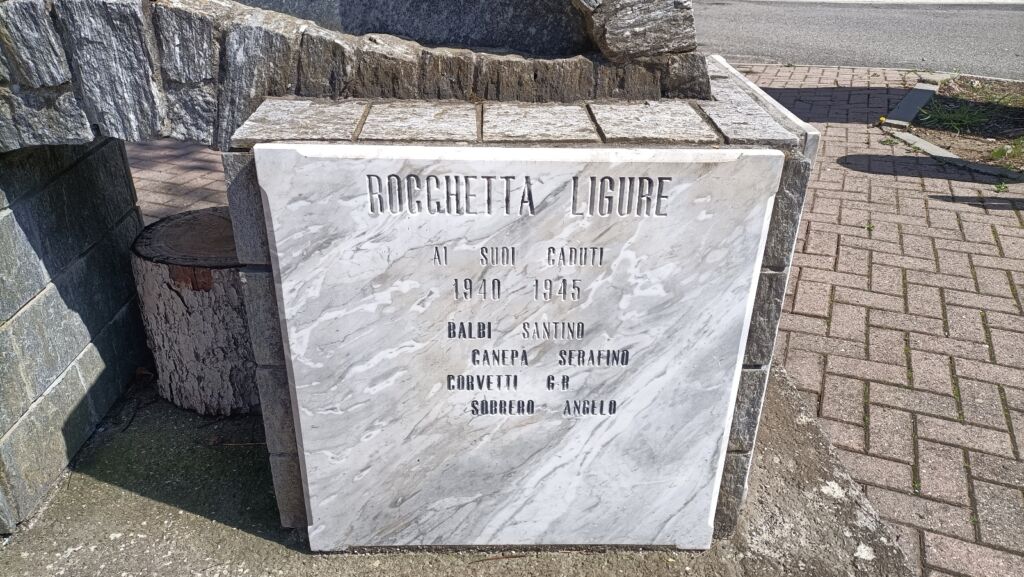 ROCCHETTA LIGURE
AI SUOI CADUTI
1940 1945
BALBI SANTINO
CANEPA SERAFINO
CORVETTI G.B.
SOBRERO ANGELO